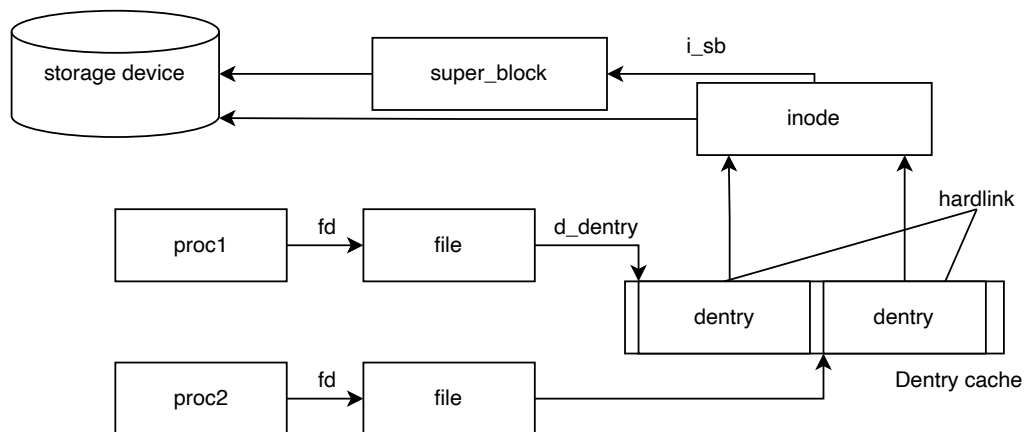 storage device
super_block
i_sb
inode
hardlink
proc1
fd
file
d_dentry
dentry
dentry
Dentry cache
proc2
fd
file